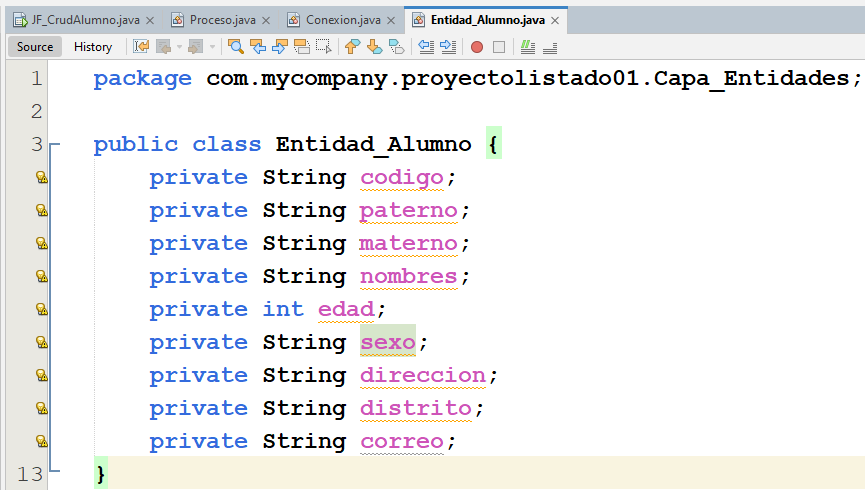 JF_CrudAlumno.java Proceso.java Conexion.java Entidad_Alumno.java
Source History
1 package com.mycompany.proyectolistado01.Capa_Entidades;
2
3 public class Entidad_Alumno {
private String codigo;
private String paterno;
private String materno;
private String nombres;
private int edad;
private String sexo;
private String direccion;
private String distrito;
private String correo;
13 }